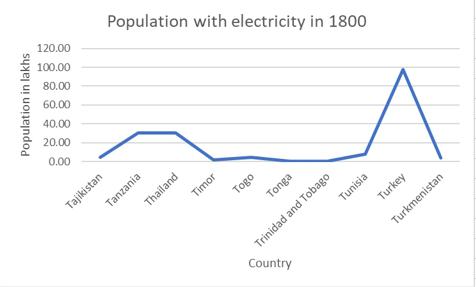 Population with electricity in 1800
Population in lakhs
120.00
100.00
80.00
60.00
40.00
20.00
0.00
Tajikistan
Tanzania
Thailand
Timor
Togo
Tonga
Trinidad and Tobago
Tunisia
Turkey
Turkmenistan
Country